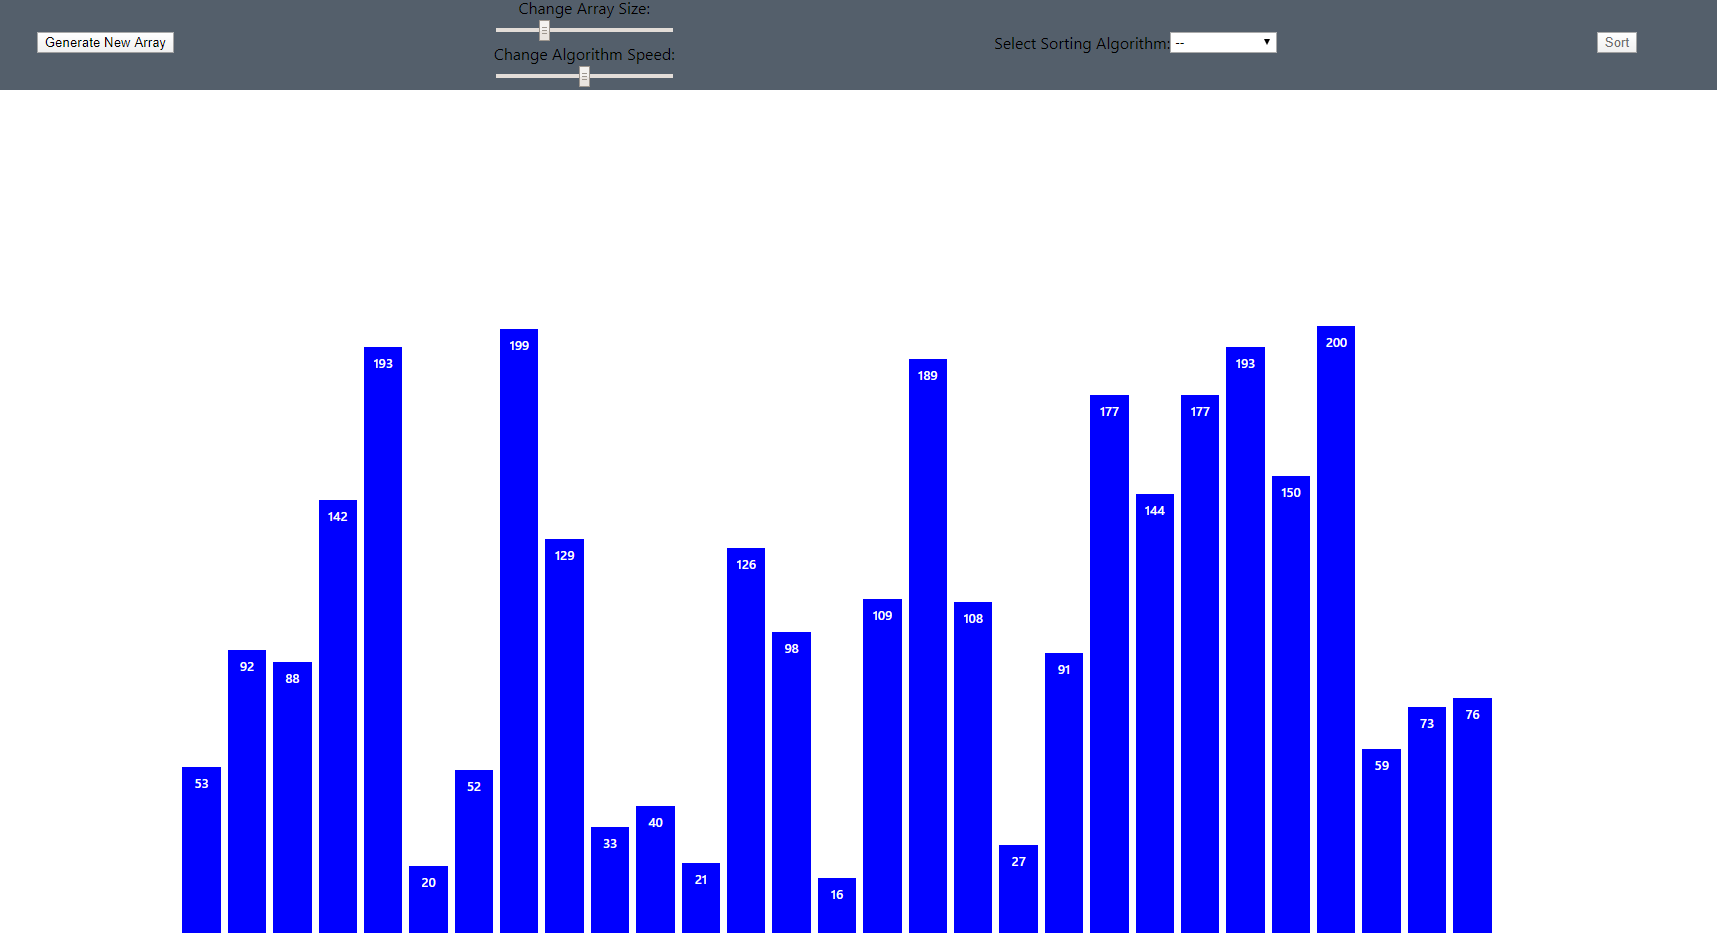 Change Array Size:
Generate New Array
Select Sorting Algorithm: --
Sort
Change Algorithm Speed:
53 92 88 142 193 20 52 199 129 33 40 21 126 98 16 109 189 108 27 91 177 144 177 193 150 200 59 73 76